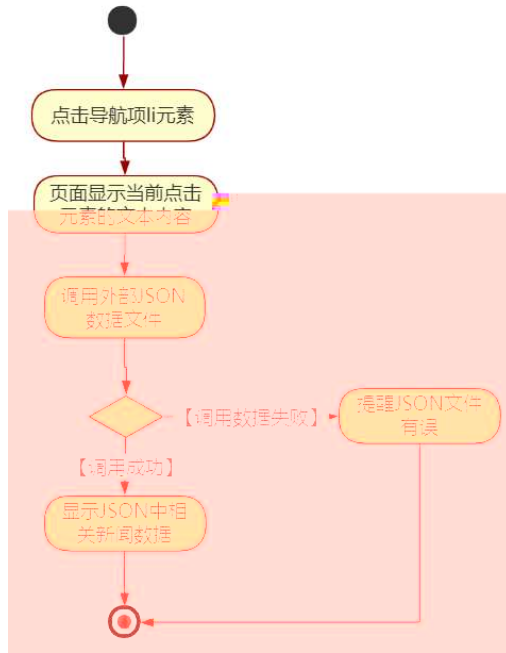 点击导航项li元素
页面显示当前点击
元素的文本内容
调用外部JSON
数据文件
【调用数据失败】
提醒JSON文件
有误
【调用成功】
显示JSON中相
关新闻数据